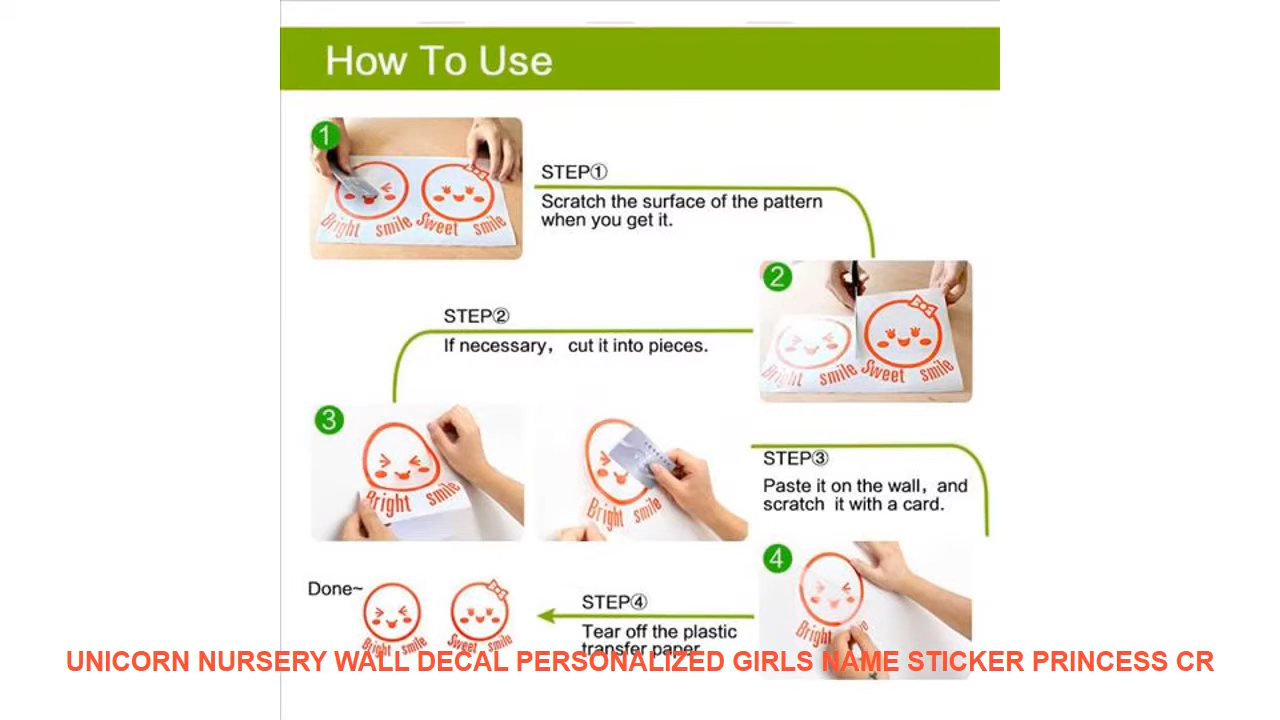 How To Use
1
STEP①
Scratch the surface of the pattern
when you get it.
Bright smile Sweet smile
2
STEP②
If necessary, cut it into pieces.
Bright smile Sweet smile
3
Bright smile
Bright smile
STEP③
Paste it on the wall, and
scratch it with a card.
4
Bright
Done~
Bright smile Sweet smile
STEP④
Tear off the plastic
transfer paper
UNICORN NURSERY WALL DECAL PERSONALIZED GIRLS NAME STICKER PRINCESS CR